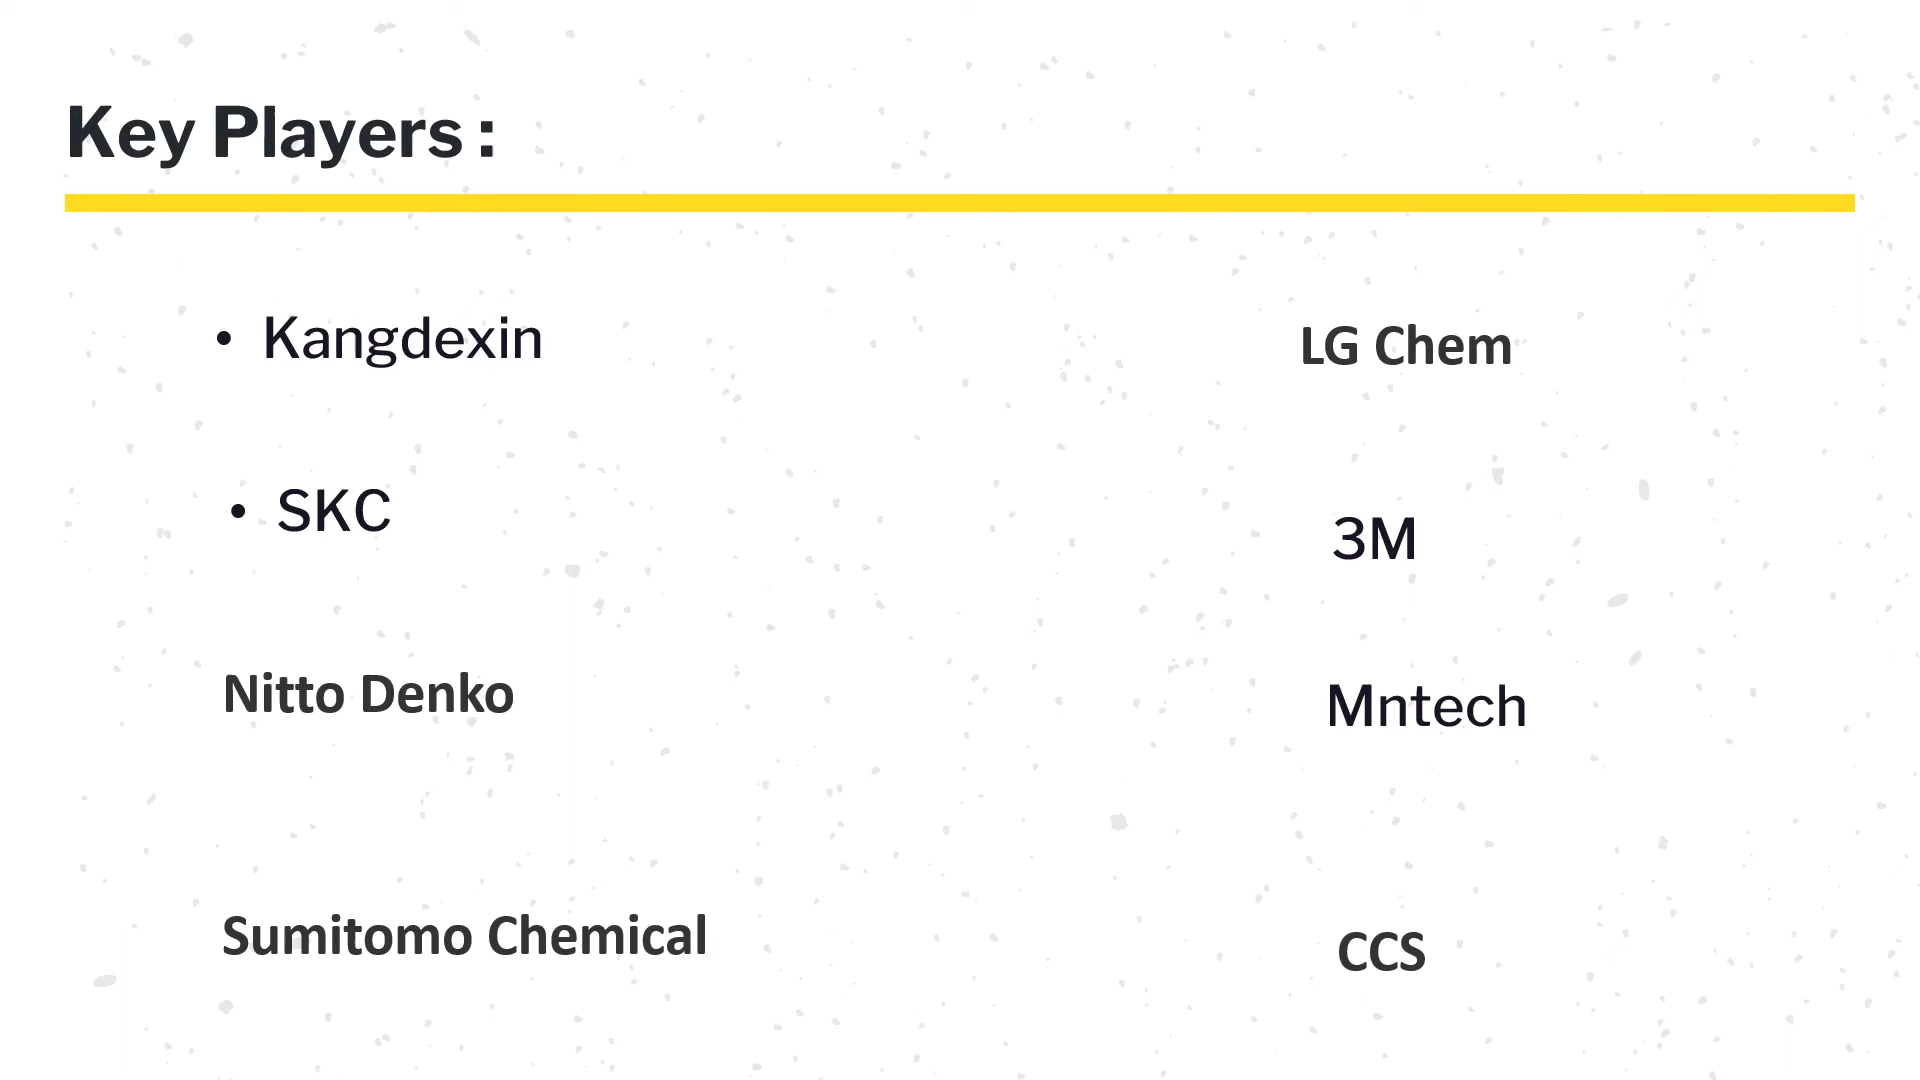 Key Players :
• Kangdexin
• SKC
Nitto Denko
Sumitomo Chemical
LG Chem
3M
Mntech
CCS